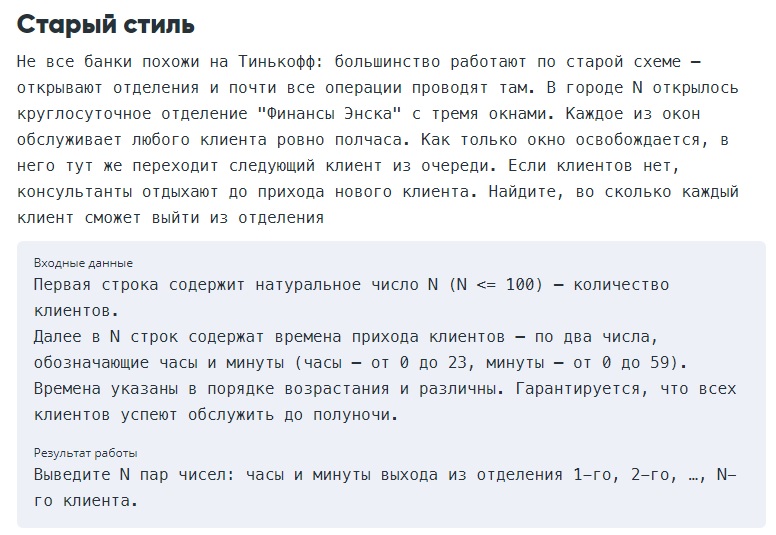 Старый стиль
Не все банки похожи на Тинькофф: большинство работают по старой схеме –
открывают отделения и почти все операции проводят там. В городе N открылось
круглосуточное отделение "Финансы Энска" с тремя окнами. Каждое из окон
обслуживает любого клиента ровно полчаса. Как только окно освобождается, в
него тут же переходит следующий клиент из очереди. Если клиентов нет,
консультанты отдыхают до прихода нового клиента. Найдите, во сколько каждый
клиент сможет выйти из отделения
Входные данные
Первая строка содержит натуральное число N (N <= 100) – количество
клиентов.
Далее в N строк содержат времена прихода клиентов – по два числа,
обозначающие часы и минуты (часы – от 0 до 23, минуты – от 0 до 59).
Времена указаны в порядке возрастания и различны. Гарантируется, что всех
клиентов успеют обслужить до полуночи.
Результат работы
Выведите N пар чисел: часы и минуты выхода из отделения 1–го, 2–го, …, N–
го клиента.